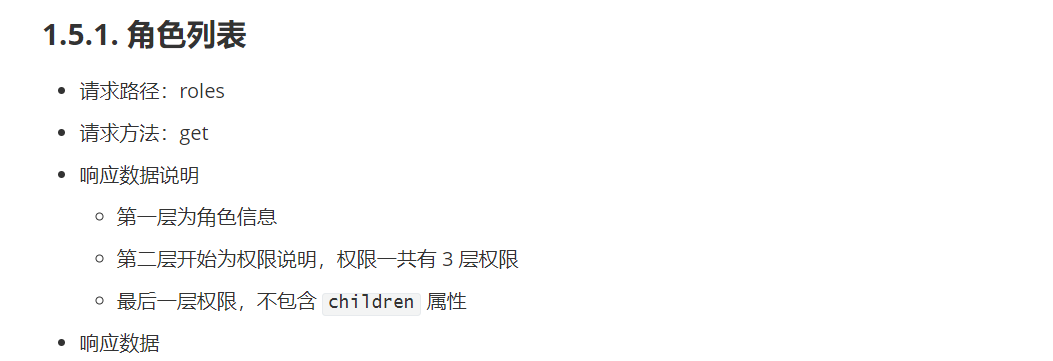 1.5.1. 角色列表
请求路径：roles
请求方法：get
响应数据说明
第一层为角色信息
第二层开始为权限说明，权限一共有 3 层权限
最后一层权限，不包含 children 属性
响应数据